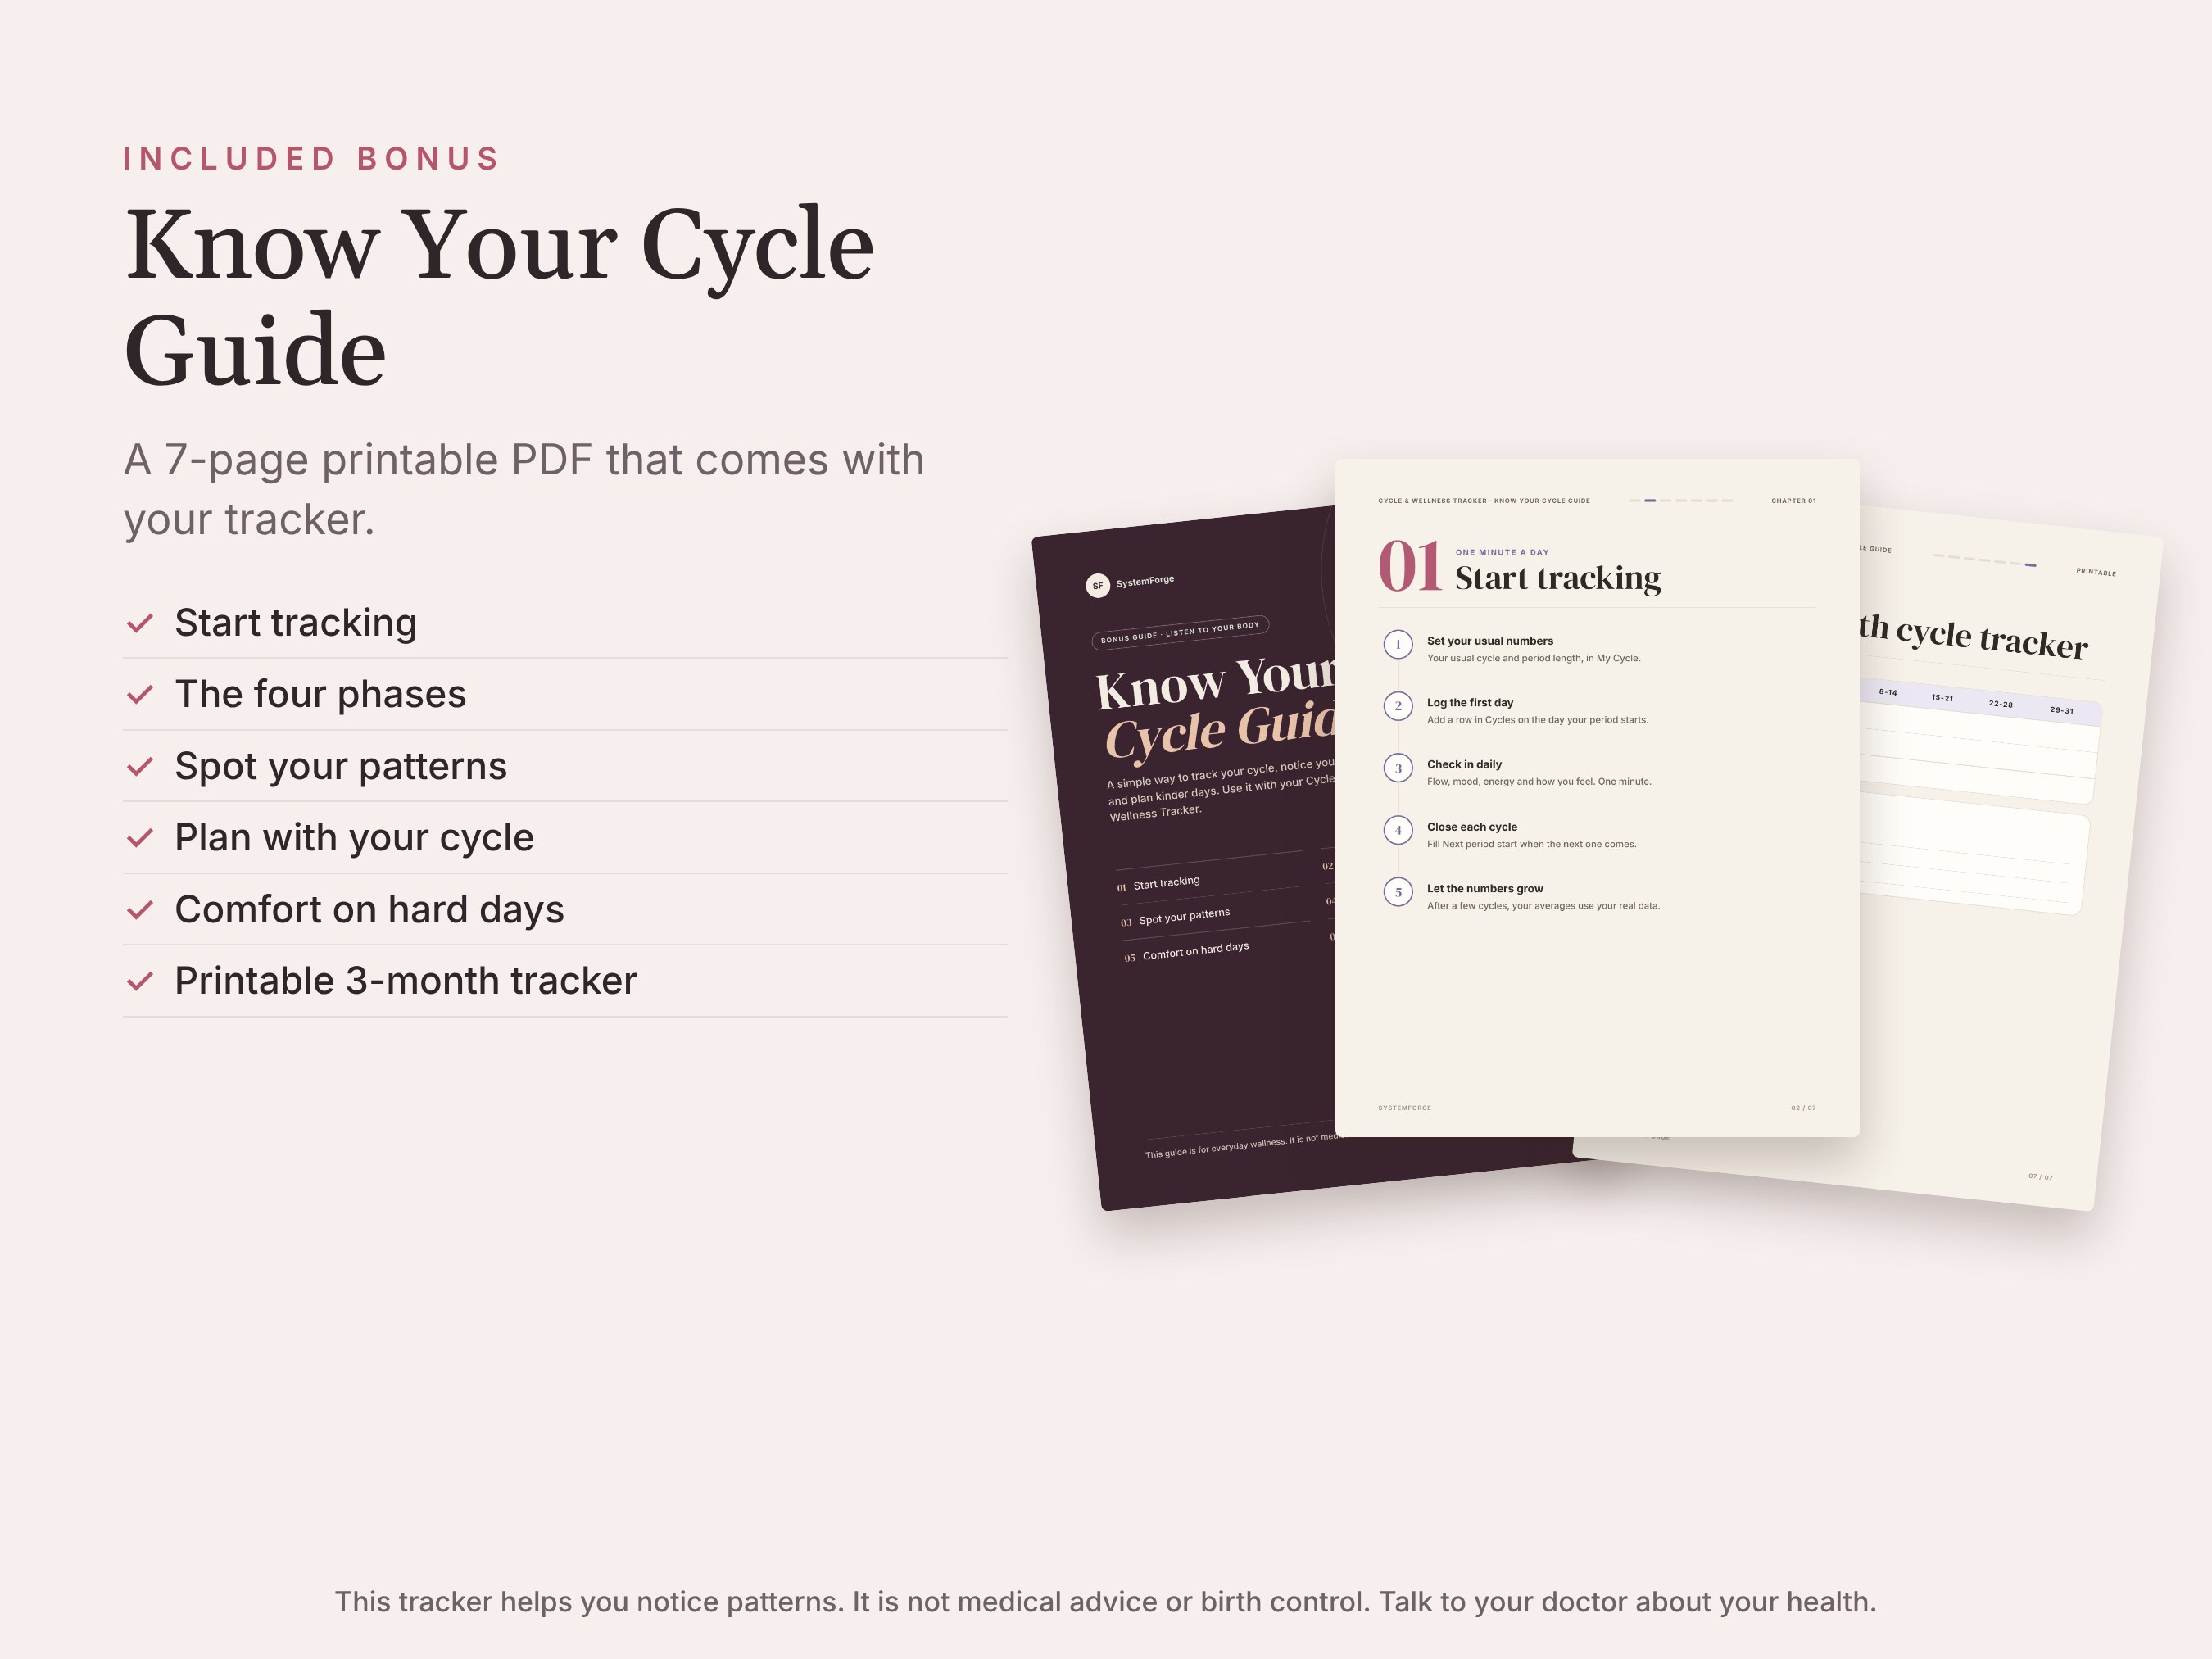 INCLUDED BONUS
Know Your Cycle
Guide
A 7-page printable PDF that comes with
your tracker.
Start tracking
The four phases
Spot your patterns
Plan with your cycle
Comfort on hard days
Printable 3-month tracker
SF SystemForge
BONUS GUIDE · LISTEN TO YOUR BODY
Know Your
Cycle Guid
A simple way to track your cycle, notice you
and plan kinder days. Use it with your Cycle
Wellness Tracker.
01 Start tracking
02
03 Spot your patterns
04
05 Comfort on hard days
This guide is for everyday wellness. It is not
CYCLE & WELLNESS TRACKER · KNOW YOUR CYCLE GUIDE
CHAPTER 01
01
ONE MINUTE A DAY
Start tracking
1
Set your usual numbers
Your usual cycle and period length, in My Cycle.
2
Log the first day
Add a row in Cycles on the day your period starts.
3
Check in daily
Flow, mood, energy and how you feel. One minute.
4
Close each cycle
Fill Next period start when the next one comes.
5
Let the numbers grow
After a few cycles, your averages use your real data.
SYSTEMFORGE
02 / 07
LE GUIDE
PRINTABLE
th cycle tracker
8-14 15-21 22-28 29-31
07 / 07
This tracker helps you notice patterns. It is not medical advice or birth control. Talk to your doctor about your health.